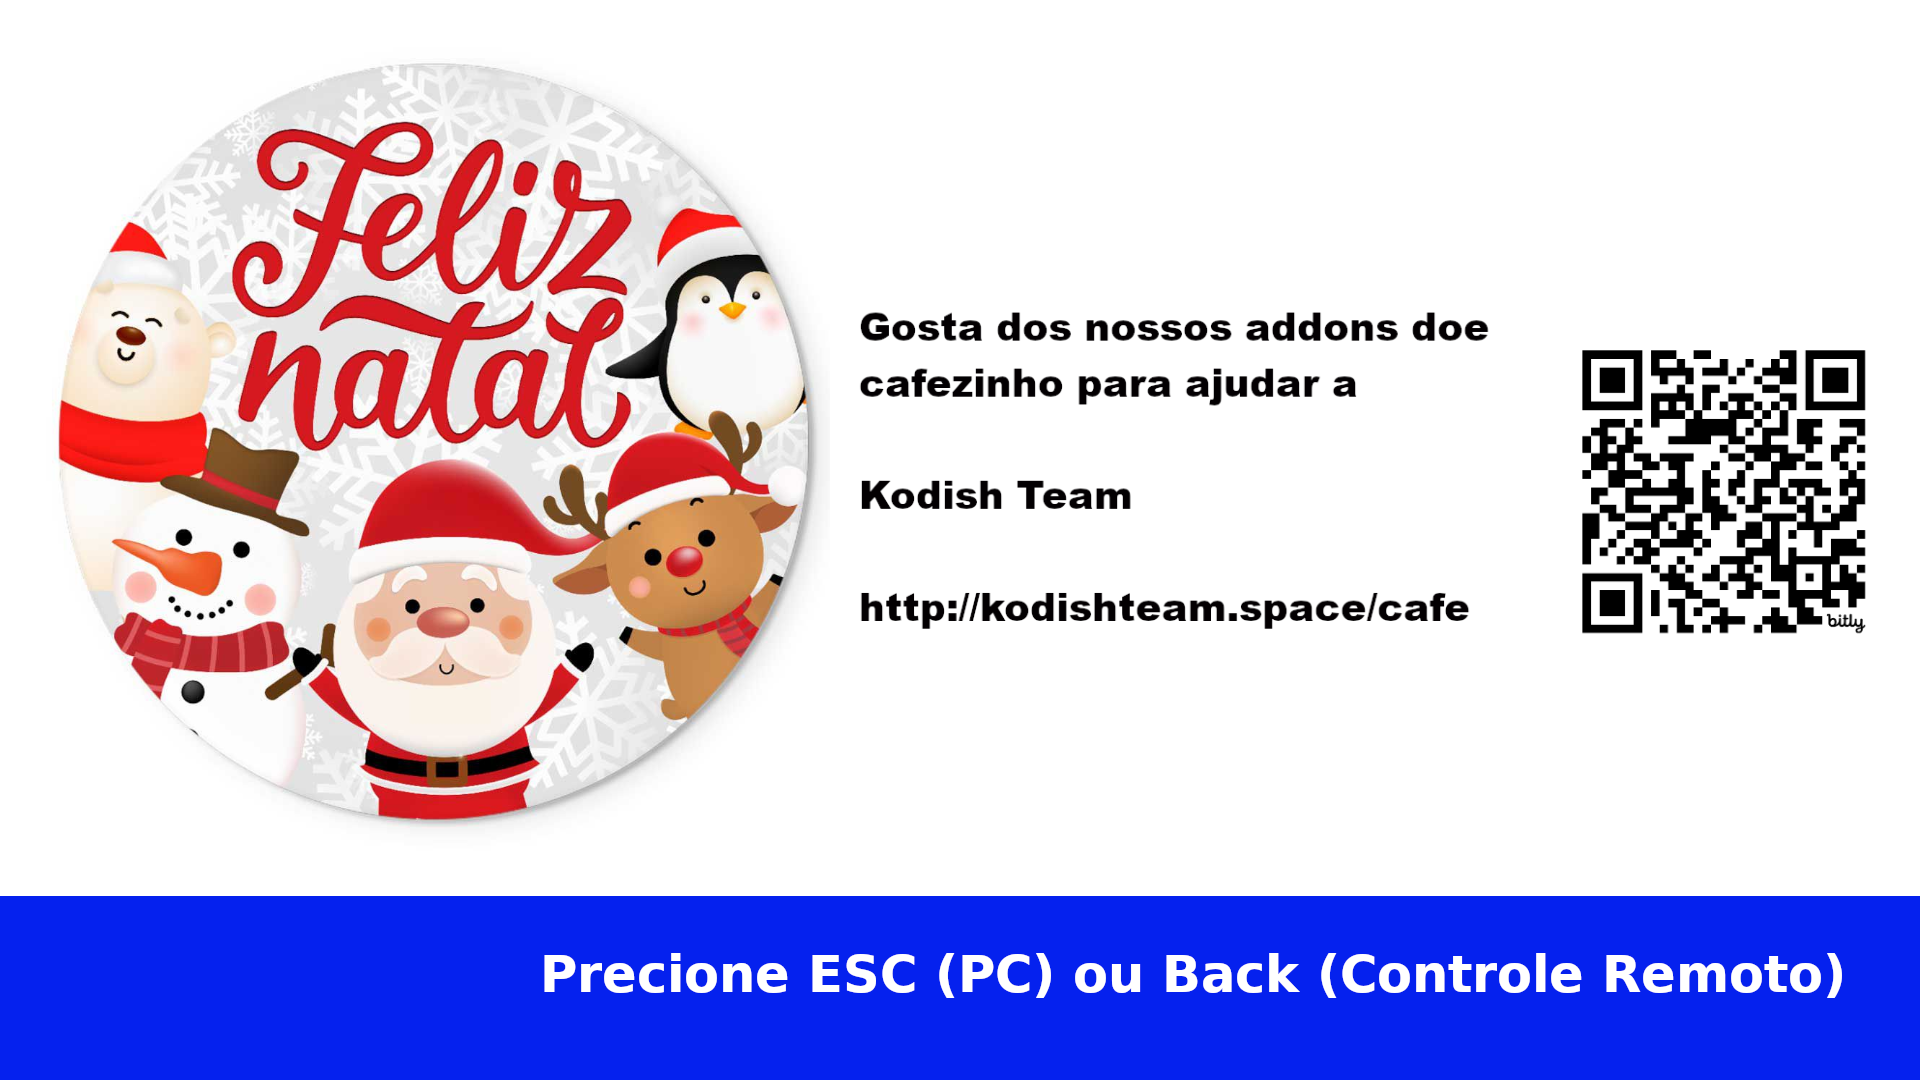 Feliz
natal
Gosta dos nossos addons doe
cafezinho para ajudar a
Kodish Team
http://kodishteam.space/cafe
bitly
Precione ESC (PC) ou Back (Controle Remoto)